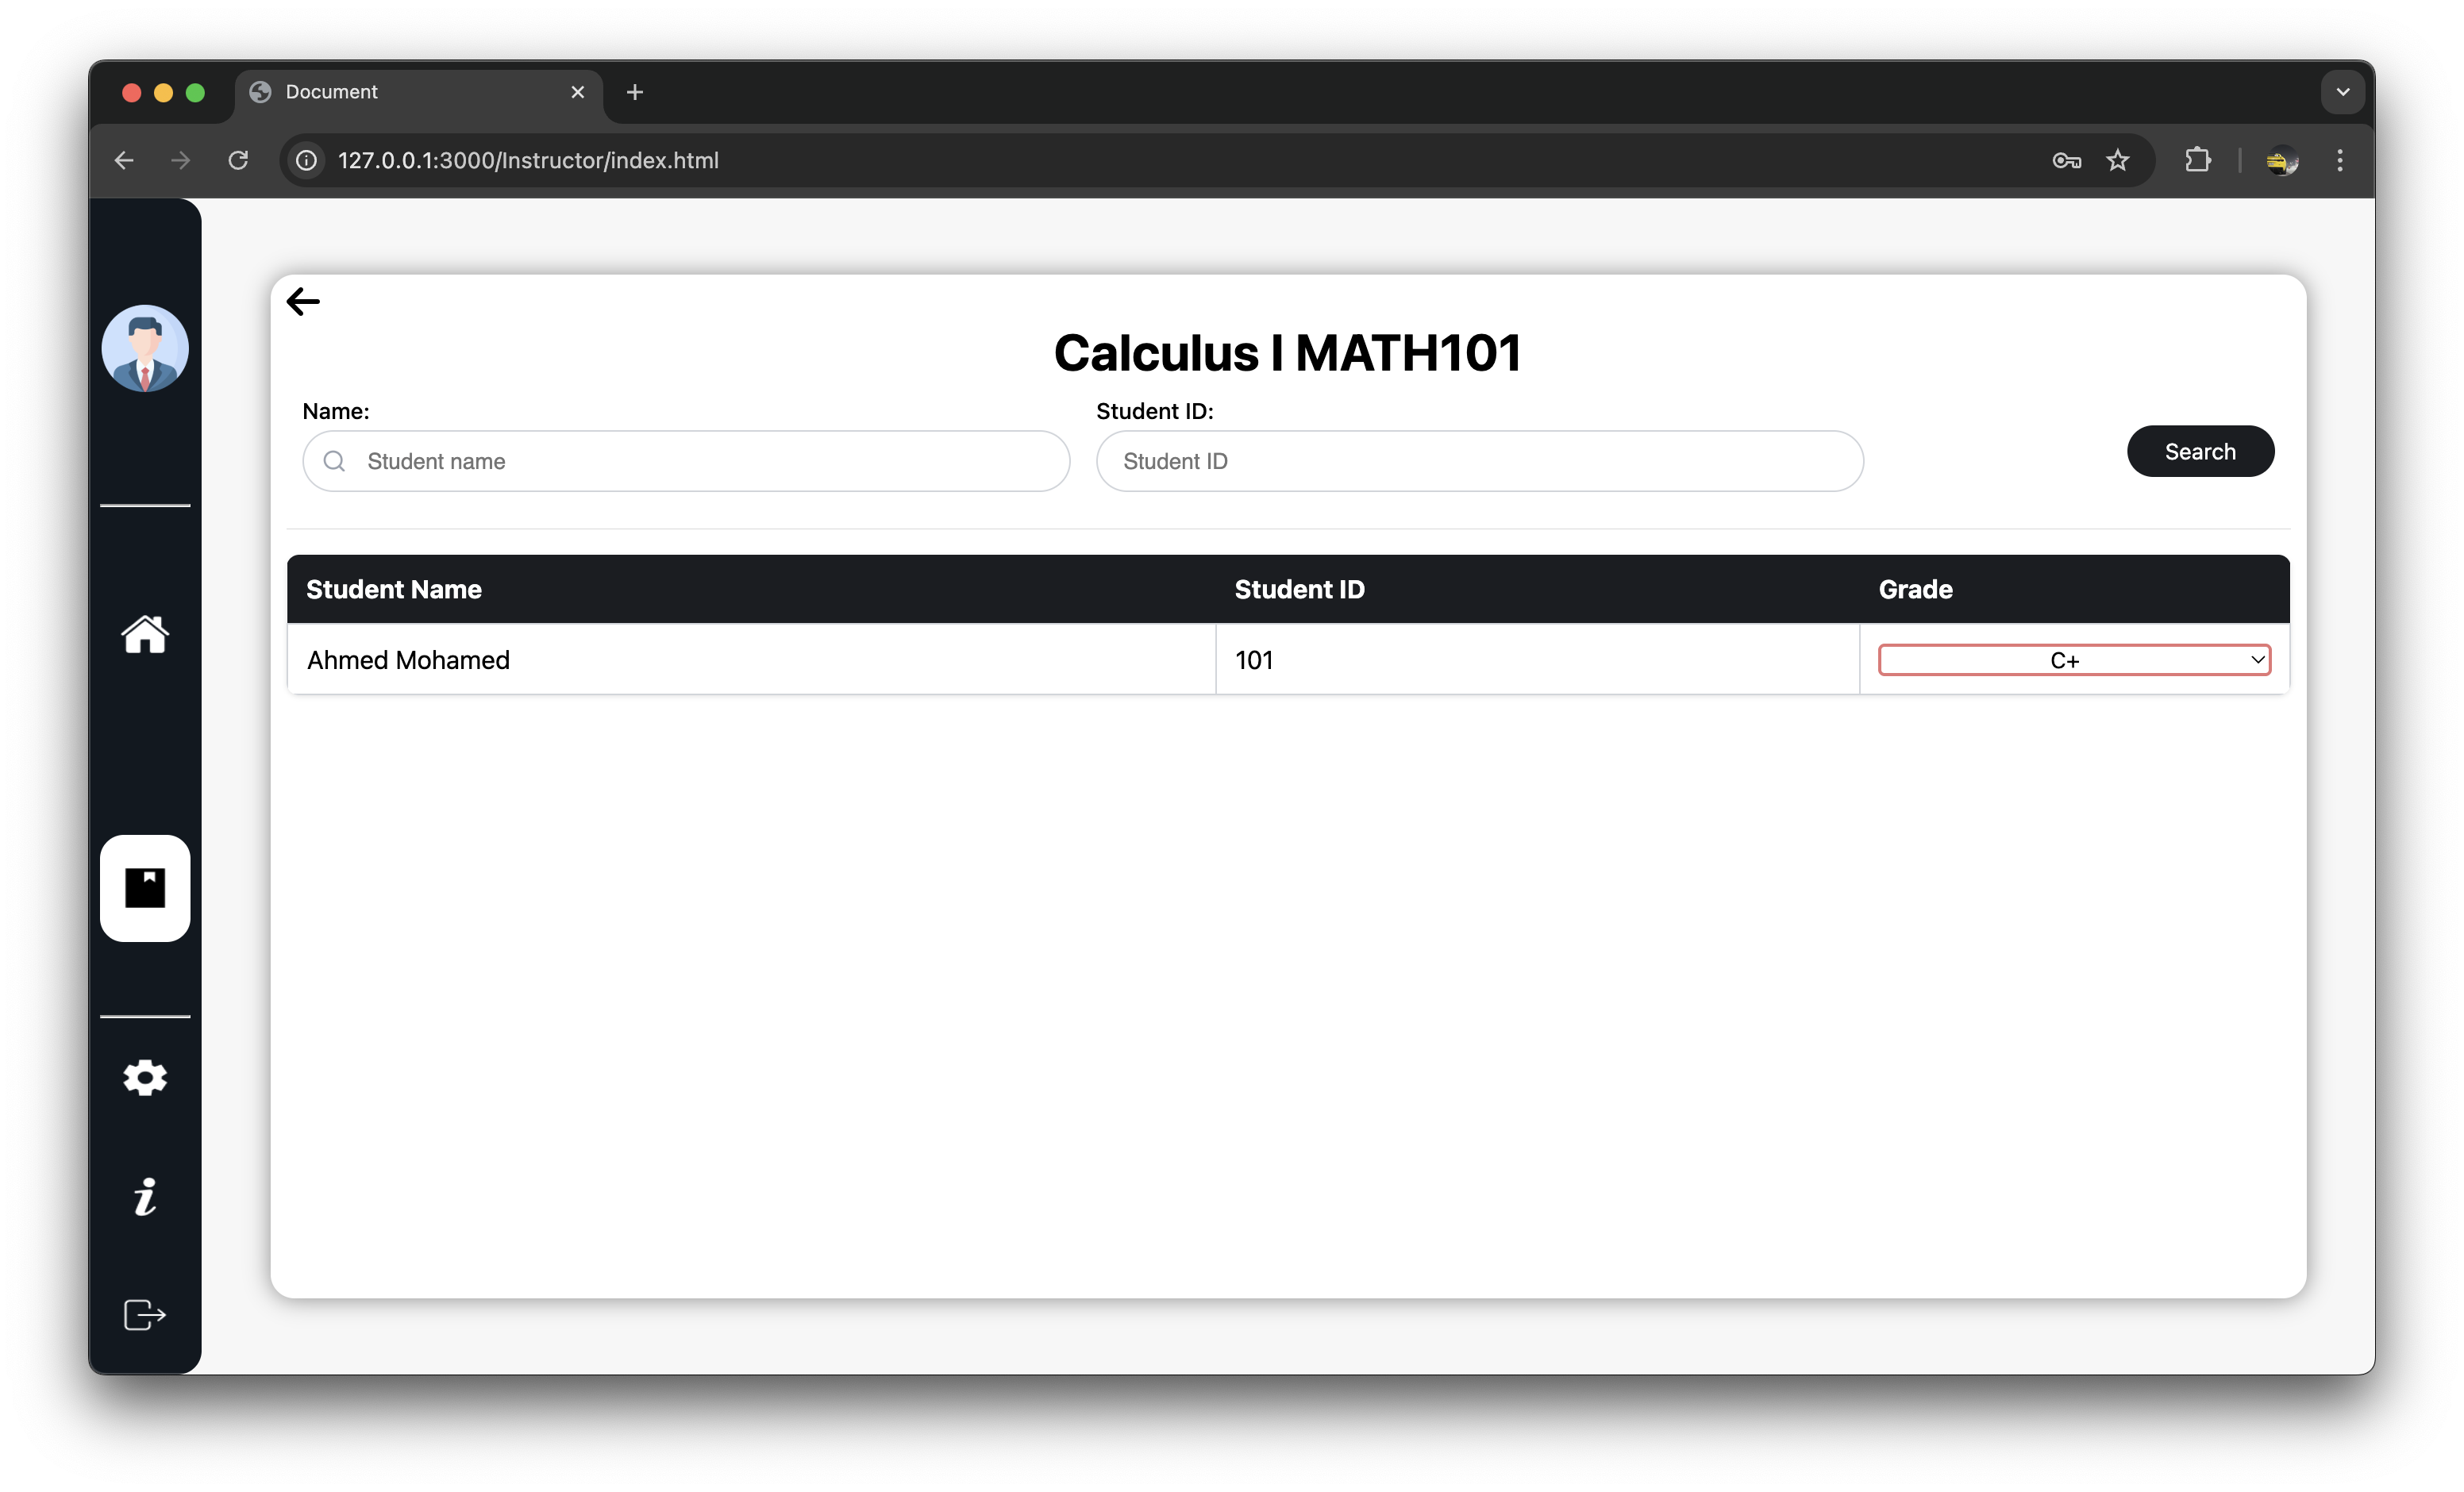 Document
127.0.0.1:3000/Instructor/index.html
Calculus I MATH101
Name:
Student ID:
Student name
Student ID
Search
Student Name
Student ID
Grade
Ahmed Mohamed
101
C+